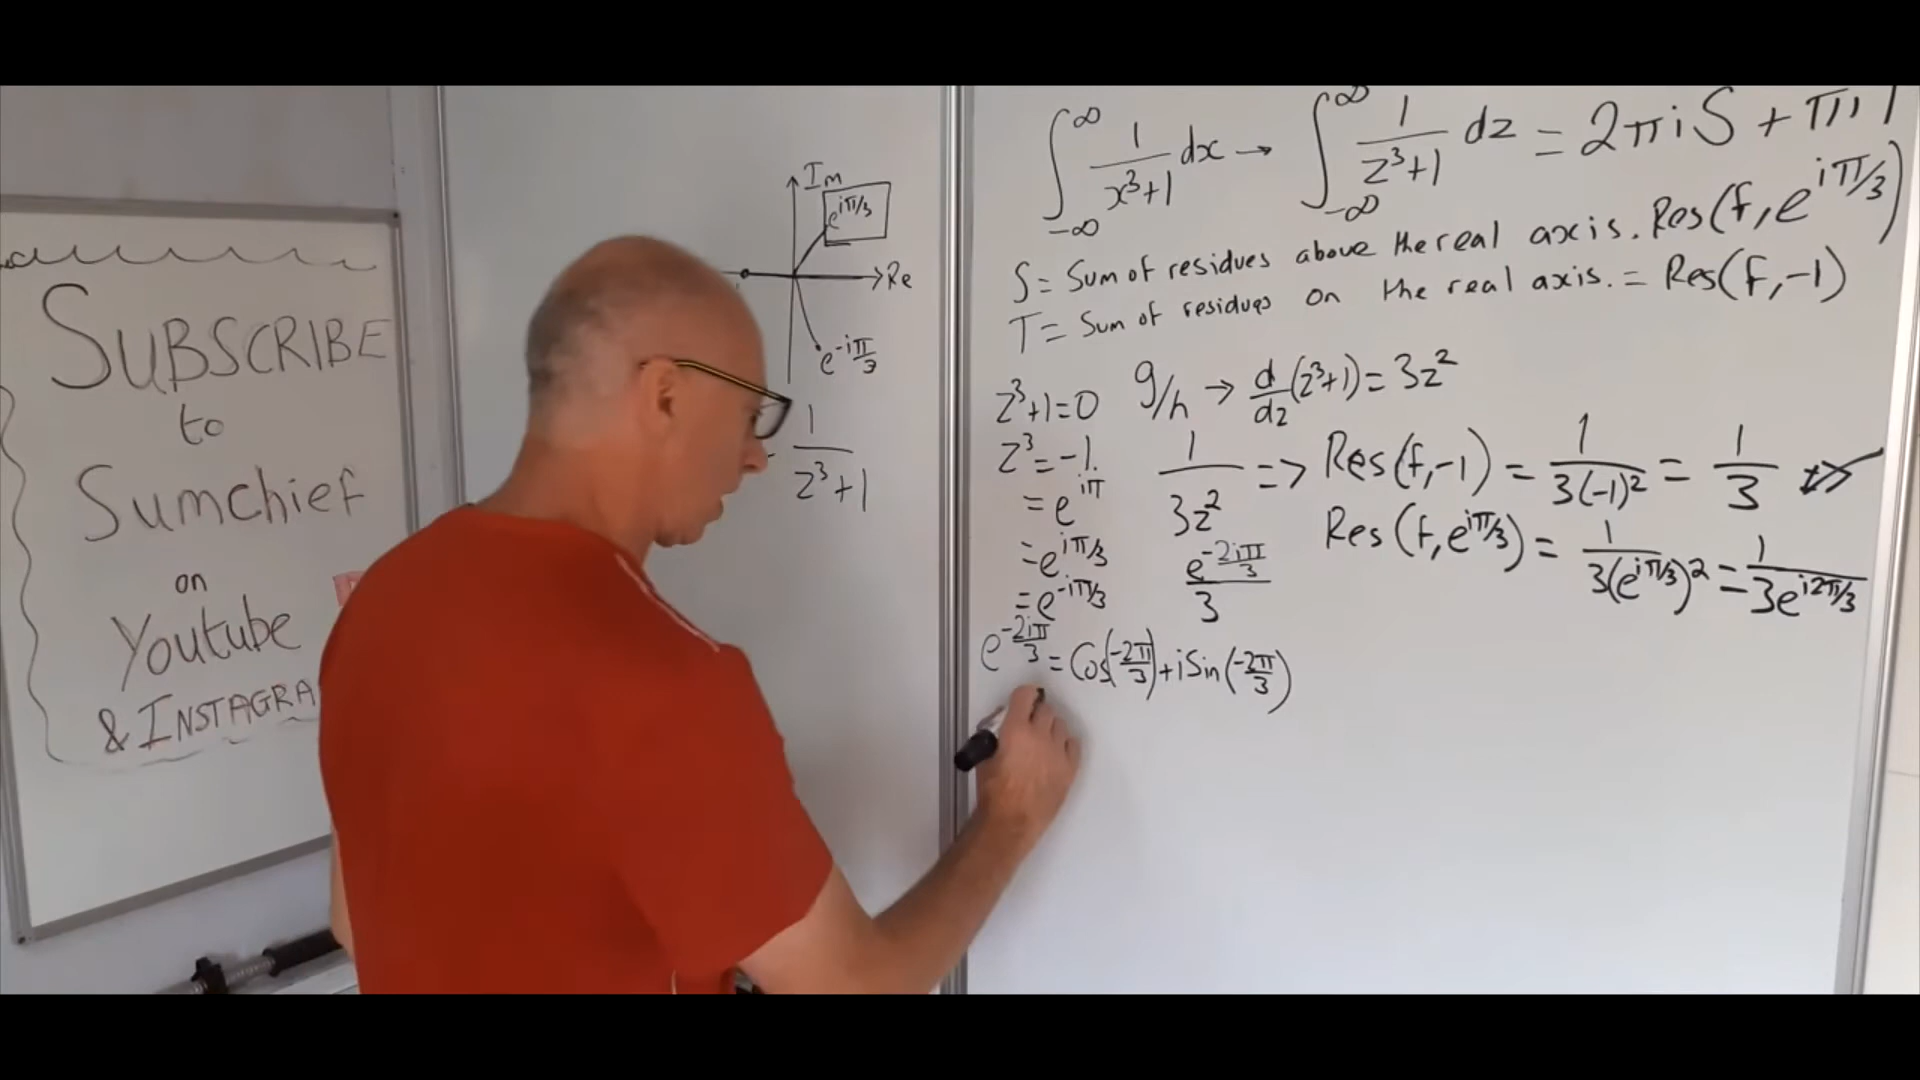 SUBSCRIBE
to
Sumchief
on
Youtube
& INSTAGRA
Im
e^{iπ/3}
Re
e^{-iπ/3}
1/(z³+1)
∫_{-∞}^{∞} 1/(x³+1) dx → ∫_{-∞}^{∞} 1/(z³+1) dz = 2πiS + πiT
S = Sum of residues above the real axis. Res(f, e^{iπ/3})
T = Sum of residues on the real axis. = Res(f, -1)
z³+1=0 g/h → d/dz (z³+1) = 3z²
z³ = -1.
1/3z² => Res(f, -1) = 1/3(-1)² = 1/3
= e^{iπ}
Res(f, e^{iπ/3}) = 1/3(e^{iπ/3})² = 1/3e^{i2π/3}
= e^{iπ/3}
= e^{-iπ/3}
e^{-2iπ/3}/3
e^{-2iπ/3} = Cos(-2π/3) + i Sin(-2π/3)